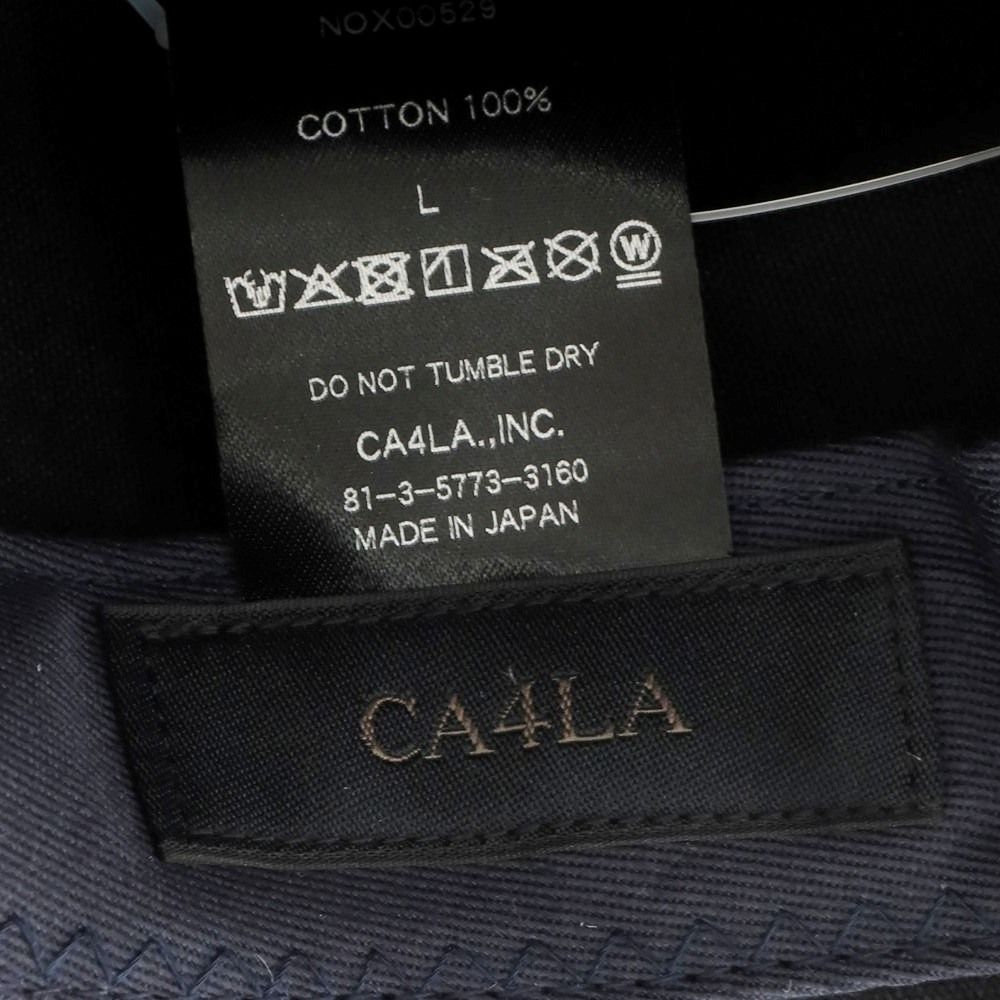 NOX00529
COTTON 100%
L
W
DO NOT TUMBLE DRY
CA4LA.,INC.
81-3-5773-3160
MADE IN JAPAN
CA4LA